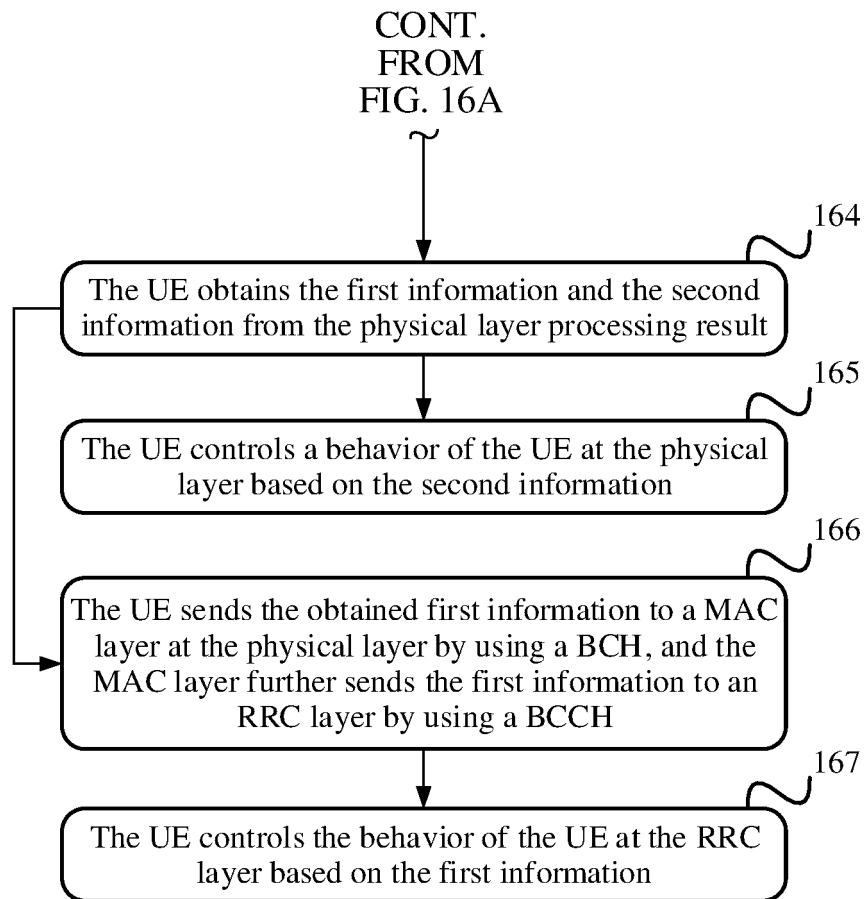 CONT.
FROM
FIG. 16A
164
The UE obtains the first information and the second
information from the physical layer processing result
165
The UE controls a behavior of the UE at the physical
layer based on the second information
166
The UE sends the obtained first information to a MAC
layer at the physical layer by using a BCH, and the
MAC layer further sends the first information to an
RRC layer by using a BCCH
167
The UE controls the behavior of the UE at the RRC
layer based on the first information